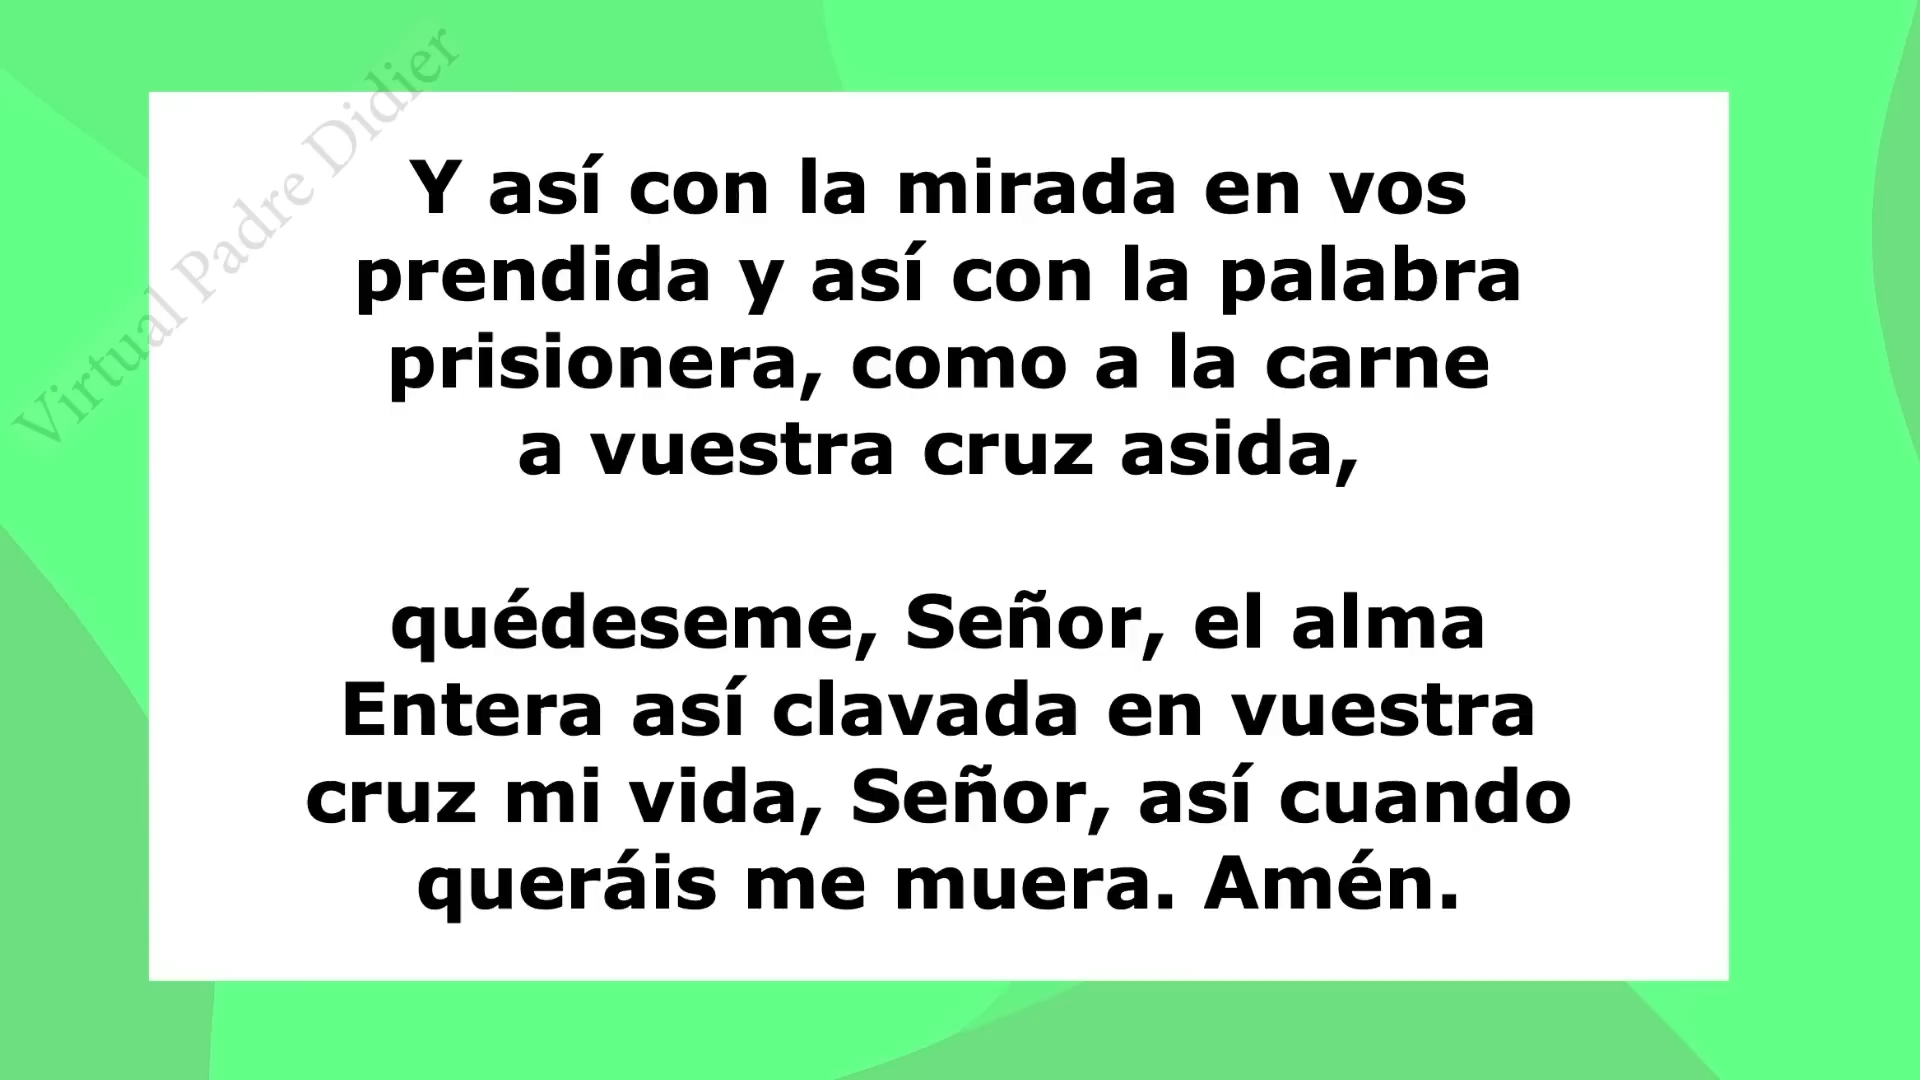 Virtual Padre Didier
Y así con la mirada en vos
prendida y así con la palabra
prisionera, como a la carne
a vuestra cruz asida,
quédeseme, Señor, el alma
Entera así clavada en vuestra
cruz mi vida, Señor, así cuando
queráis me muera. Amén.